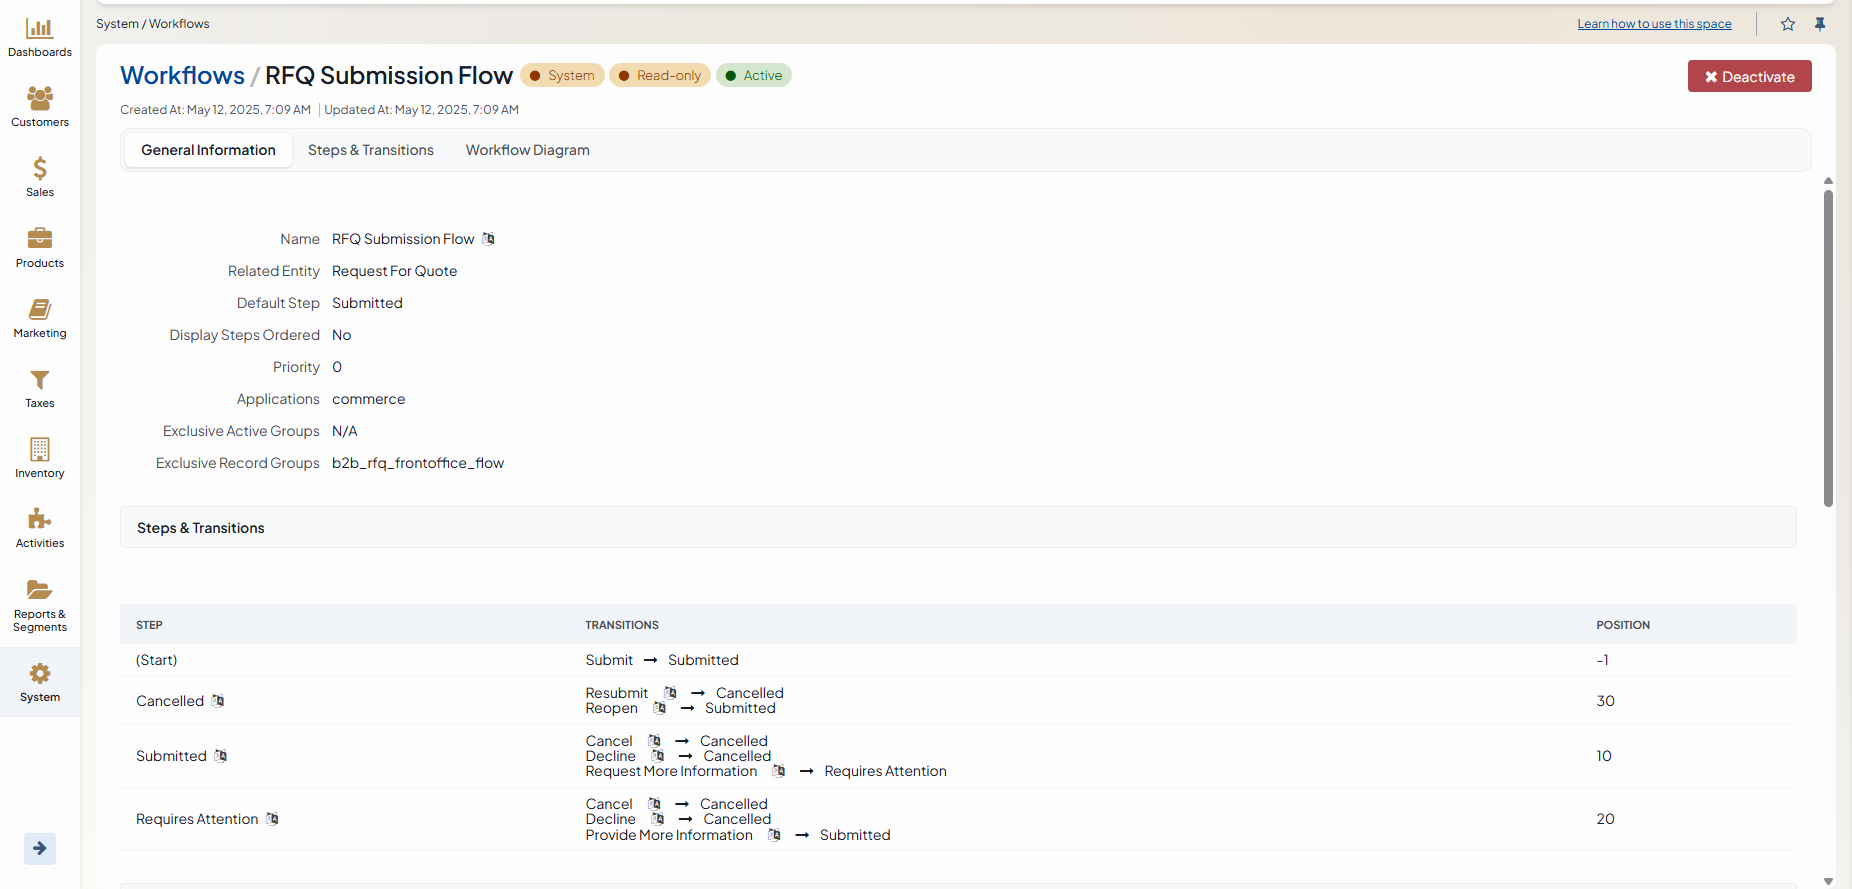 System / Workflows
Learn how to use this space
Dashboards
Customers
Sales
Products
Marketing
Taxes
Inventory
Activities
Reports &
Segments
System
Workflows / RFQ Submission Flow
System
Read-only
Active
Deactivate
Created At: May 12, 2025, 7:09 AM | Updated At: May 12, 2025, 7:09 AM
General Information
Steps & Transitions
Workflow Diagram
Name RFQ Submission Flow
Related Entity Request For Quote
Default Step Submitted
Display Steps Ordered No
Priority 0
Applications commerce
Exclusive Active Groups N/A
Exclusive Record Groups b2b_rfq_frontoffice_flow
Steps & Transitions
STEP TRANSITIONS POSITION
(Start) Submit → Submitted -1
Cancelled Resubmit → Cancelled 30
Reopen → Submitted
Submitted Cancel → Cancelled 10
Decline → Cancelled
Request More Information → Requires Attention
Requires Attention Cancel → Cancelled 20
Decline → Cancelled
Provide More Information → Submitted